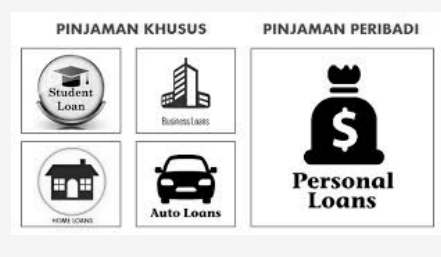 PINJAMAN KHUSUS
PINJAMAN PERIBADI
Student
Loan
Business Loans
HOME LOANS
Auto Loans
$
Personal
Loans